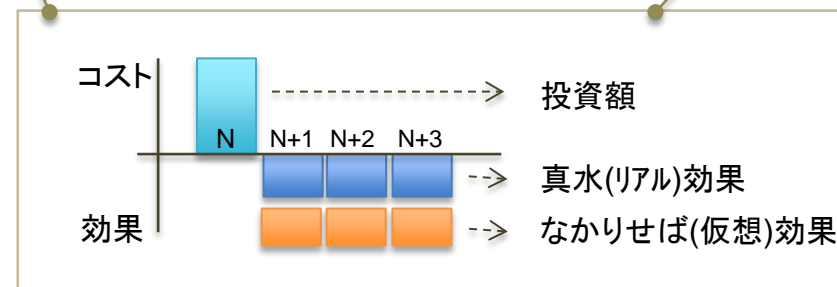 コスト
投資額
N
N+1
N+2
N+3
真水(リアル)効果
効果
なかりせば(仮想)効果